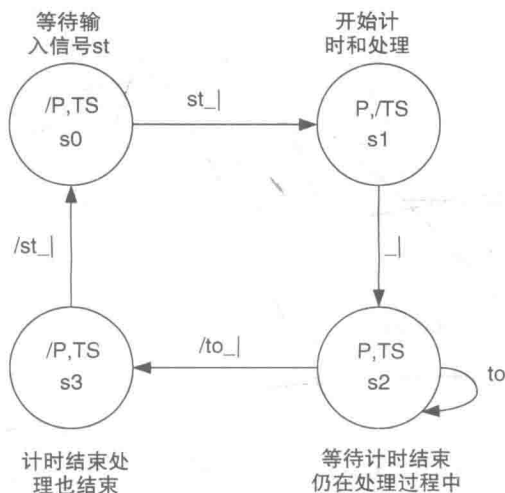 等待输
入信号st
开始计
时和处理
/P,TS
s0
st_|
P,/TS
s1
/st_|
_|
/P,TS
s3
/to_|
P,TS
s2
to
计时结束处
理也结束
等待计时结束
仍在处理过程中